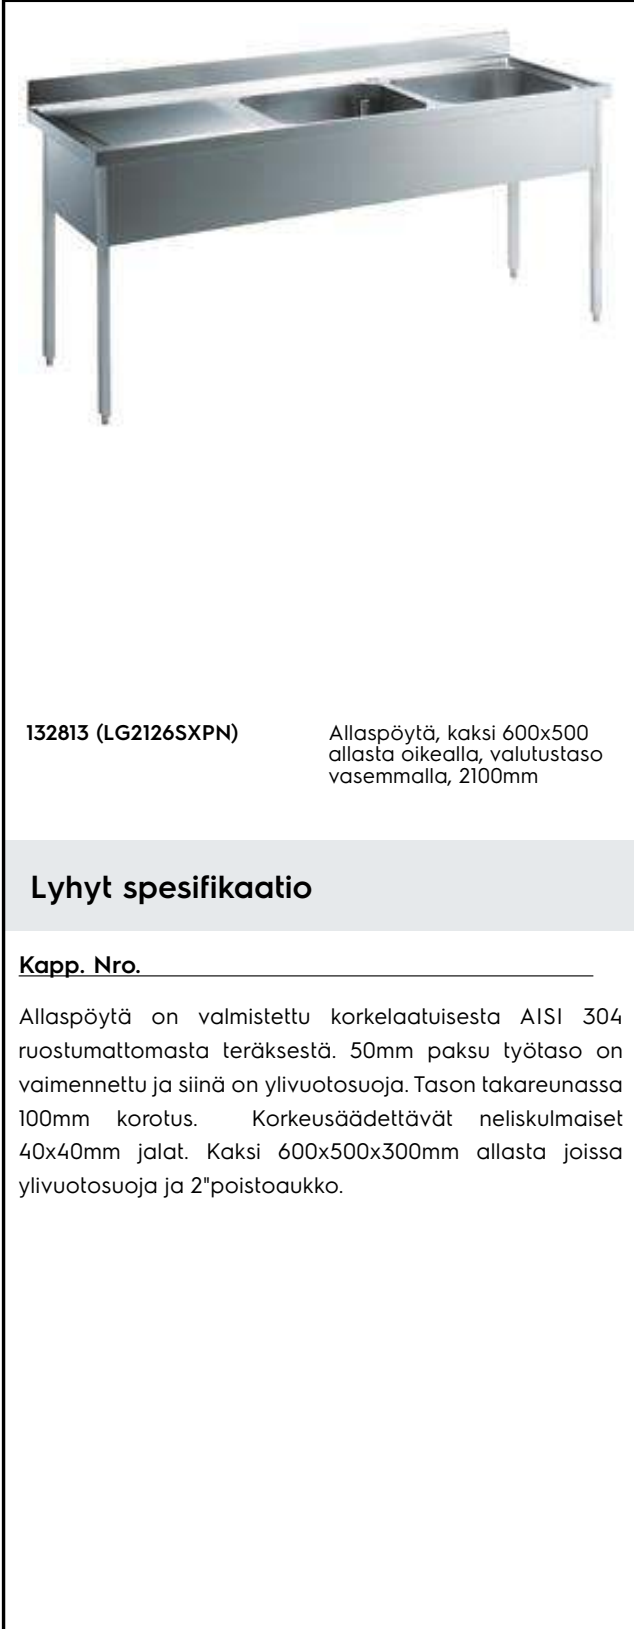 132813 (LG2126SXPN)
Allaspöytä, kaksi 600x500
allasta oikealla, valutustaso
vasemmalla, 2100mm
Lyhyt spesifikaatio
Kapp. Nro.
Allaspöytä on valmistettu korkelaatuisesta AISI 304
ruostumattomasta teräksestä. 50mm paksu työtaso on
vaimennettu ja siinä on ylivuotosuoja. Tason takareunassa
100mm korotus. Korkeusäädettävät neliskulmaiset
40x40mm jalat. Kaksi 600x500x300mm allasta joissa
ylivuotosuoja ja 2"poistoaukko.